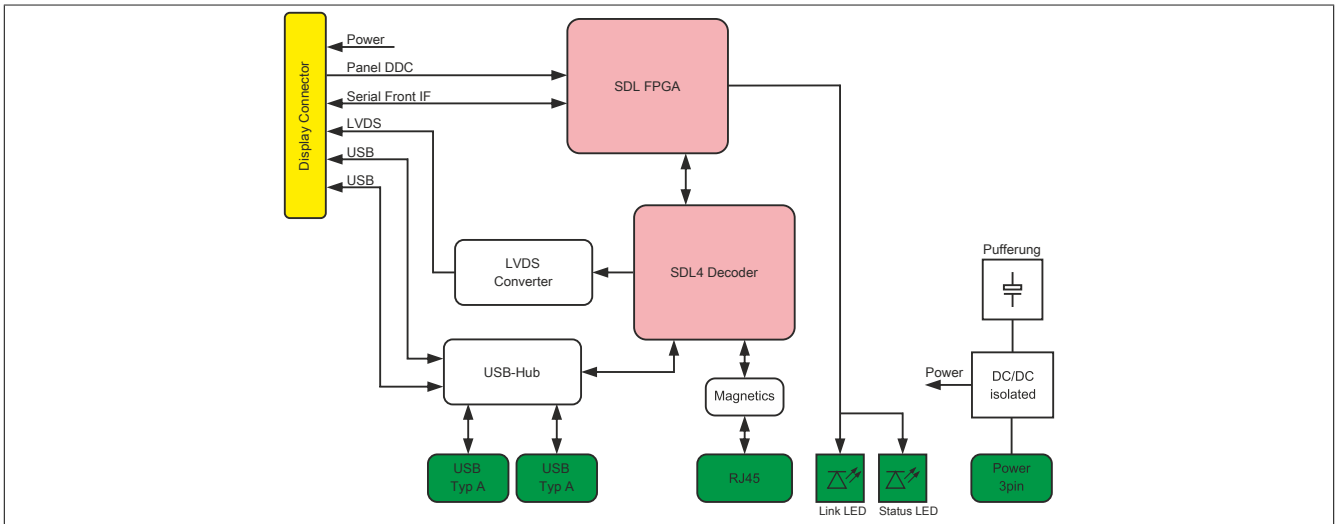 Display Connector
Power
Panel DDC
Serial Front IF
LVDS
USB
USB
SDL FPGA
SDL4 Decoder
LVDS
Converter
USB-Hub
Magnetics
USB
Typ A
USB
Typ A
RJ45
Link LED
Status LED
Pufferung
Power
DC/DC
isolated
Power
3pin